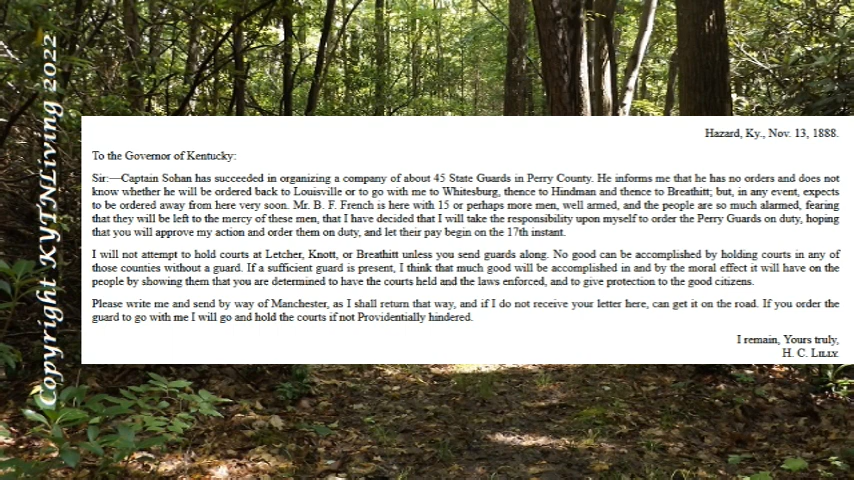 Copyright KYTNLiving 2022
Hazard, Ky., Nov. 13, 1888.
To the Governor of Kentucky:
Sir:—Captain Sohan has succeeded in organizing a company of about 45 State Guards in Perry County. He informs me that he has no orders and does not
know whether he will be ordered back to Louisville or to go with me to Whitesburg, thence to Hindman and thence to Breathitt; but, in any event, expects
to be ordered away from here very soon. Mr. B. F. French is here with 15 or perhaps more men, well armed, and the people are so much alarmed, fearing
that they will be left to the mercy of these men, that I have decided that I will take the responsibility upon myself to order the Perry Guards on duty, hoping
that you will approve my action and order them on duty, and let their pay begin on the 17th instant.
I will not attempt to hold courts at Letcher, Knott, or Breathitt unless you send guards along. No good can be accomplished by holding courts in any of
those counties without a guard. If a sufficient guard is present, I think that much good will be accomplished in and by the moral effect it will have on the
people by showing them that you are determined to have the courts held and the laws enforced, and to give protection to the good citizens.
Please write me and send by way of Manchester, as I shall return that way, and if I do not receive your letter here, can get it on the road. If you order the
guard to go with me I will go and hold the courts if not Providentially hindered.
I remain, Yours truly,
H. C. LILLY.